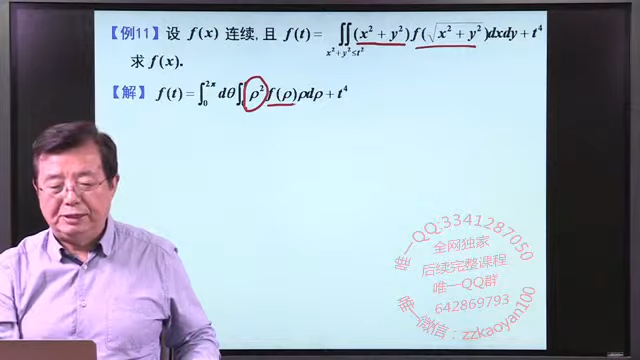 【例11】设 f(x) 连续,且 f(t) = ∬_{x²+y²≤t²} (x² + y²) f(√(x² + y²)) dxdy + t⁴
求 f(x).
【解】 f(t) = ∫₀^{2π} dθ ∫ ρ² f(ρ)ρdρ + t⁴
唯一QQ:3341287050
全网独家
后续完整课程
唯一QQ群
642869793
唯一微信:zzkaoyan100